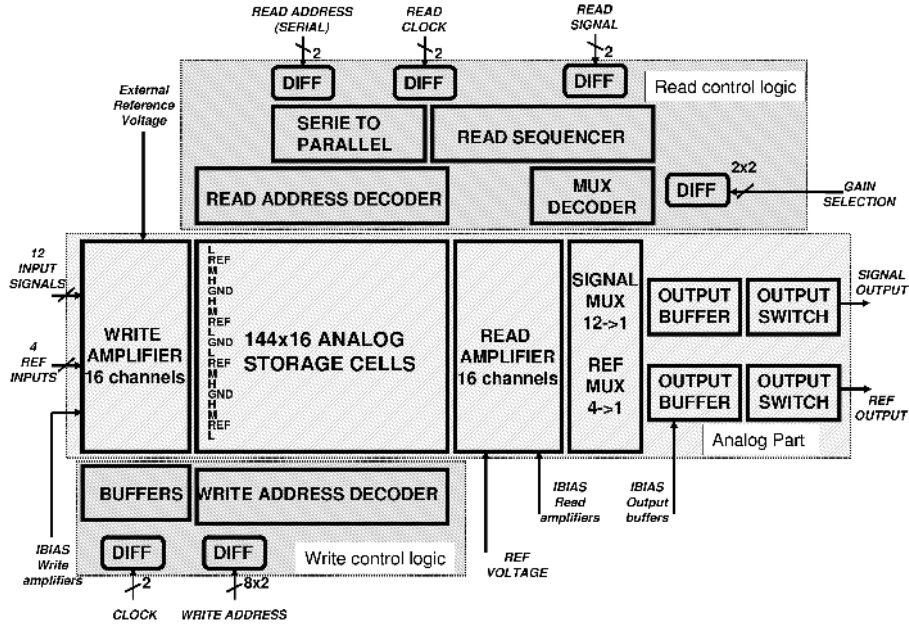 READ ADDRESS
(SERIAL)
2
READ
CLOCK
2
READ
SIGNAL
2
DIFF
DIFF
DIFF
Read control logic
External
Reference
Voltage
SERIE TO
PARALLEL
READ SEQUENCER
READ ADDRESS DECODER
MUX
DECODER
DIFF
2x2
GAIN
SELECTION
12
INPUT
SIGNALS
4
REF
INPUTS
WRITE
AMPLIFIER
16 channels
L
REF
M
H
GND
H
M
REF
L
GND
L
REF
M
H
GND
H
M
REF
L
144x16 ANALOG
STORAGE CELLS
READ
AMPLIFIER
16 channels
SIGNAL
MUX
12->1
REF
MUX
4->1
OUTPUT
BUFFER
OUTPUT
SWITCH
SIGNAL
OUTPUT
OUTPUT
BUFFER
OUTPUT
SWITCH
REF
OUTPUT
Analog Part
BUFFERS
WRITE ADDRESS DECODER
IBIAS
Read
amplifiers
IBIAS
Output
buffers
IBIAS
Write
amplifiers
DIFF
DIFF
Write control logic
REF
VOLTAGE
2
8x2
CLOCK
WRITE ADDRESS